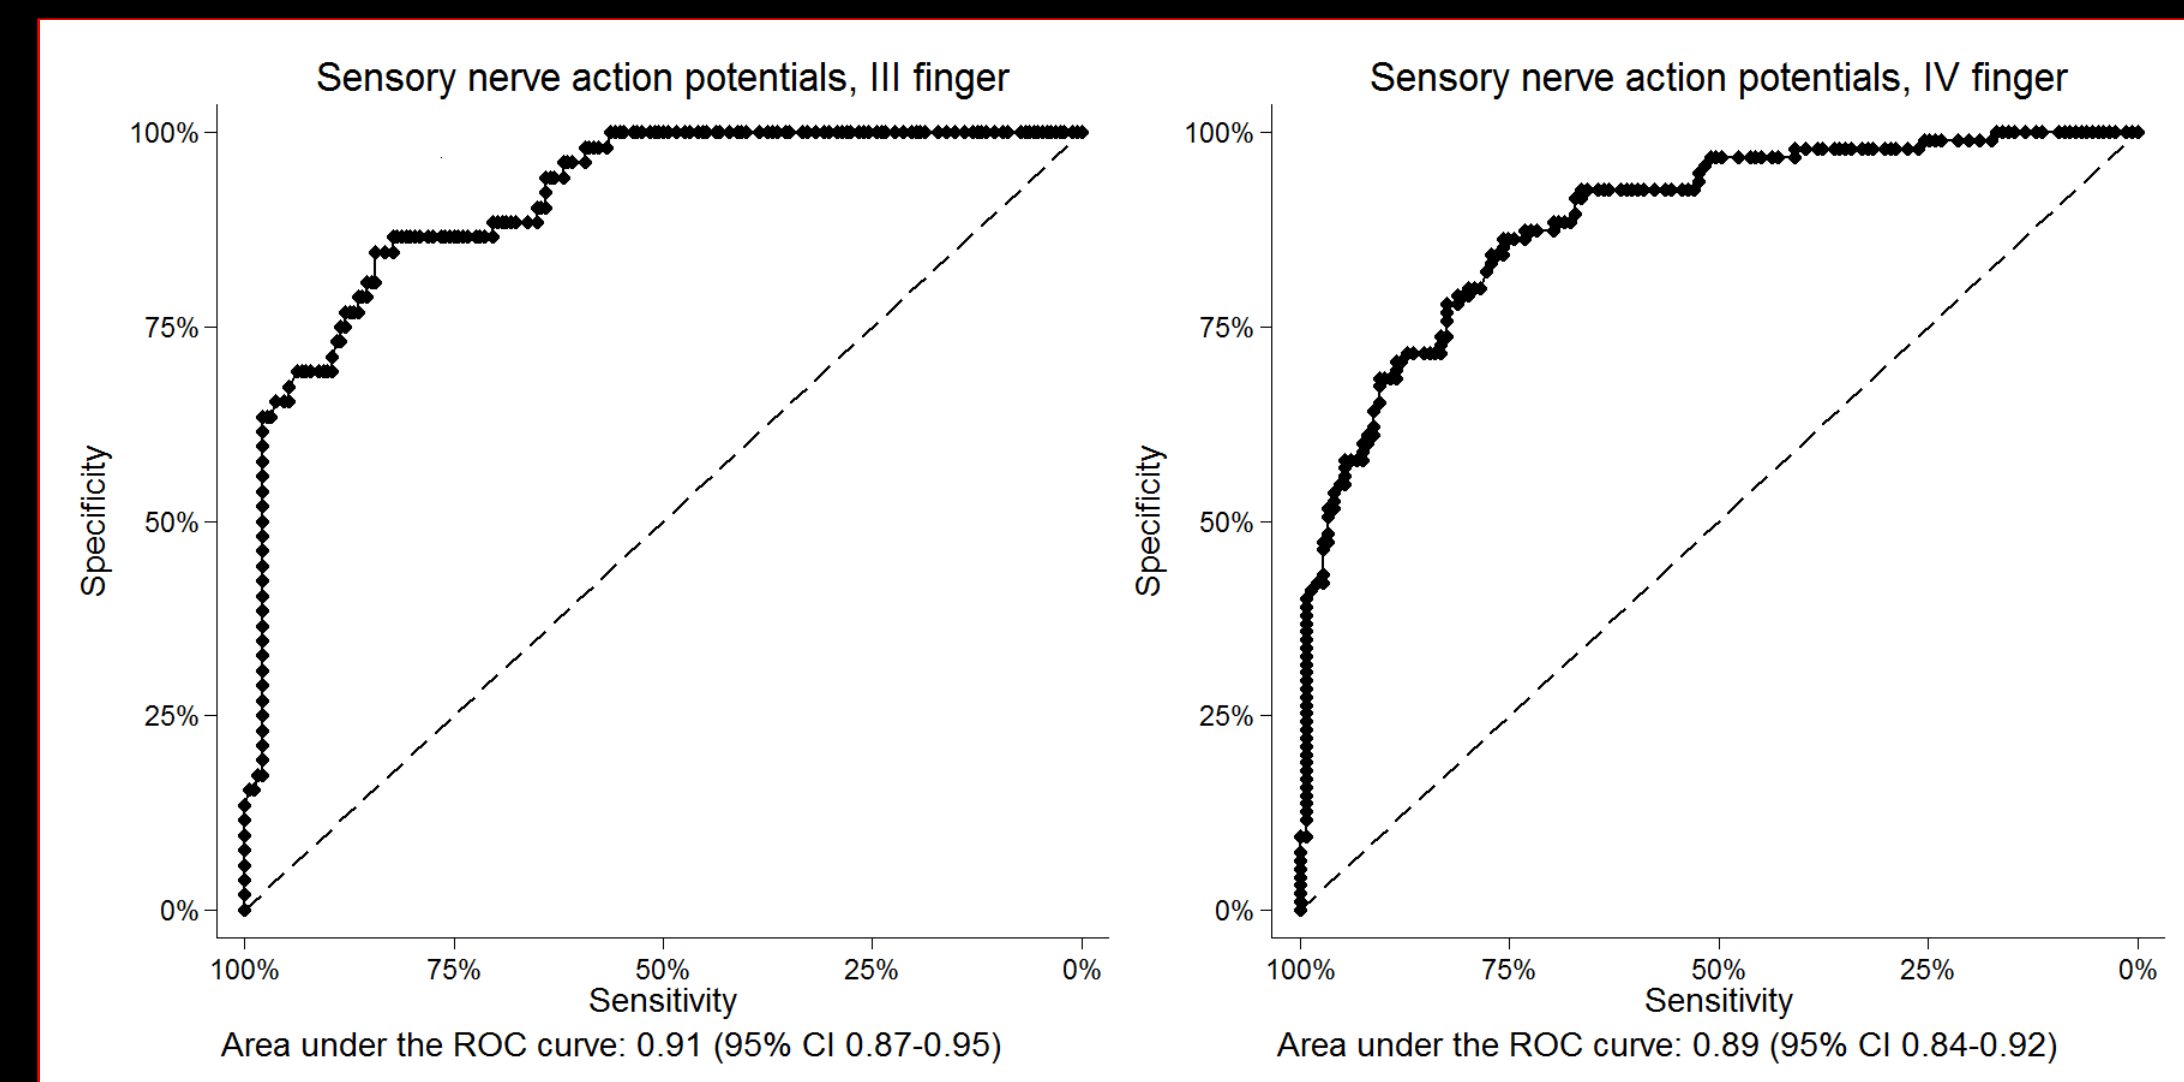 Sensory nerve action potentials, III finger
100%
75%
50%
25%
0%
Specificity
100% 75% 50% 25% 0%
Sensitivity
Area under the ROC curve: 0.91 (95% CI 0.87-0.95)
Sensory nerve action potentials, IV finger
100%
75%
50%
25%
0%
Specificity
100% 75% 50% 25% 0%
Sensitivity
Area under the ROC curve: 0.89 (95% CI 0.84-0.92)